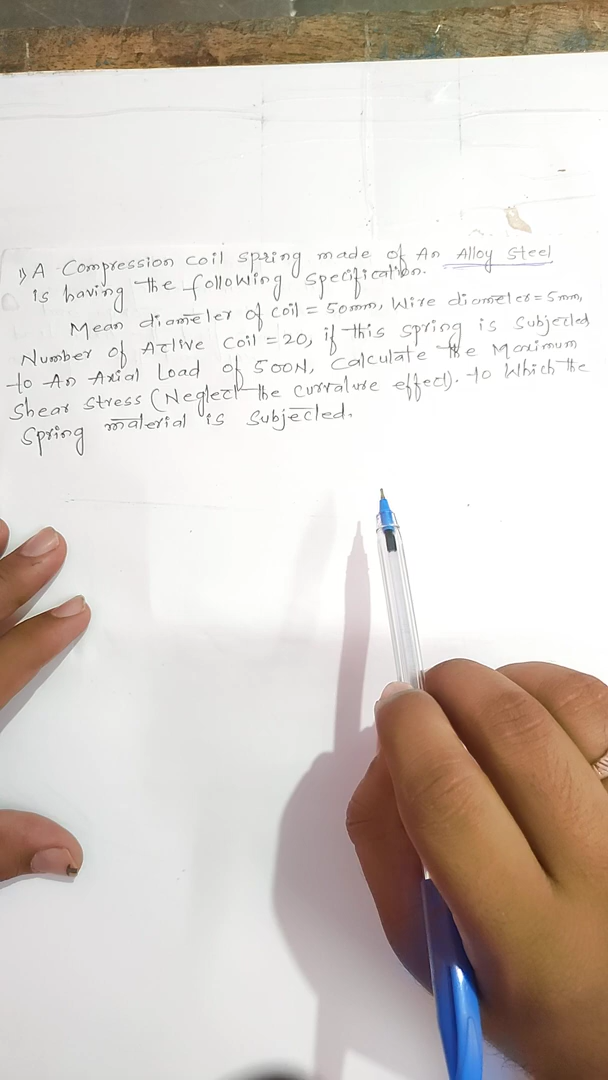 1) A Compression coil spring made of An Alloy steel
is having the following specification.
Mean diameter of coil = 50mm, Wire diameter = 5mm,
Number of Active coil = 20, if this spring is subjected
to An Axial Load of 500N, Calculate the Maximum
shear stress (Neglect the curvature effect). to Which the
spring material is subjected.